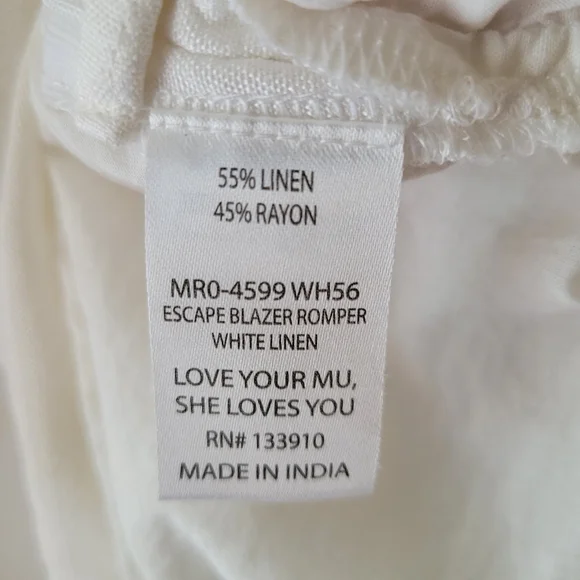 55% LINEN
45% RAYON
MR0-4599 WH56
ESCAPE BLAZER ROMPER
WHITE LINEN
LOVE YOUR MU,
SHE LOVES YOU
RN# 133910
MADE IN INDIA